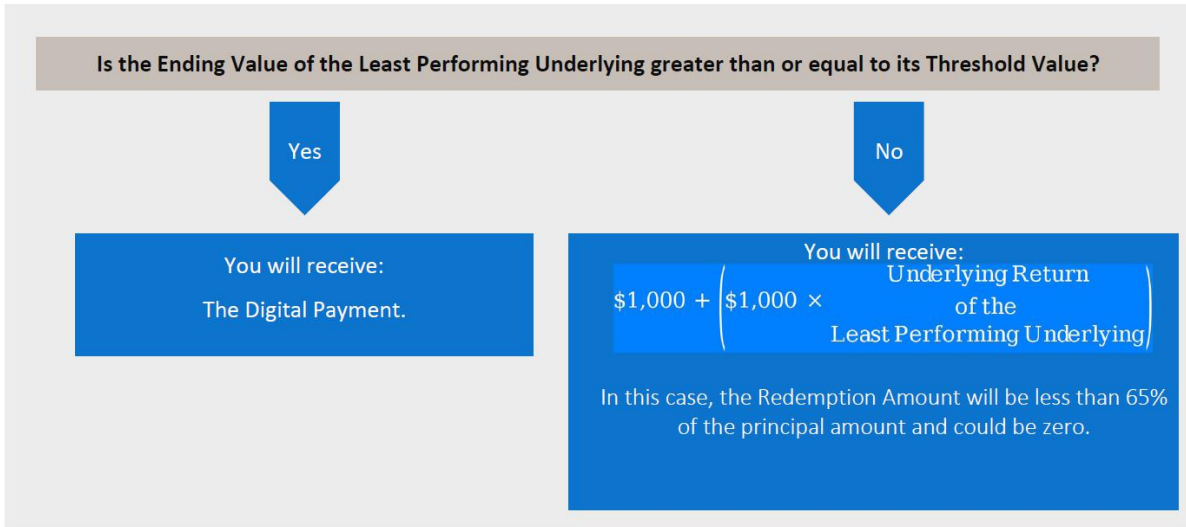 Is the Ending Value of the Least Performing Underlying greater than or equal to its Threshold Value?
Yes
No
You will receive:
The Digital Payment.
You will receive:
$1,000 + ($1,000 × Underlying Return
of the
Least Performing Underlying)
In this case, the Redemption Amount will be less than 65%
of the principal amount and could be zero.